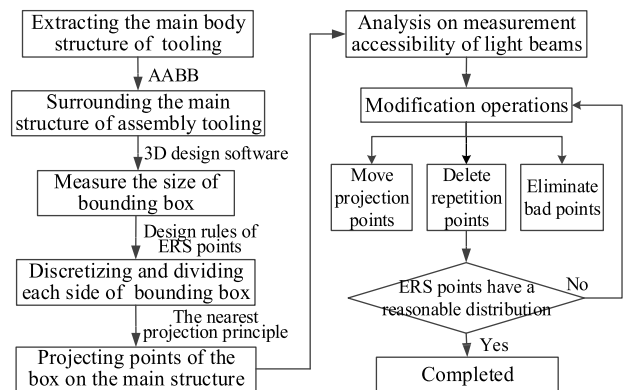 Extracting the main body
structure of tooling
AABB
Surrounding the main
structure of assembly tooling
3D design software
Measure the size of
bounding box
Design rules of
ERS points
Discretizing and dividing
each side of bounding box
The nearest
projection principle
Projecting points of the
box on the main structure
Analysis on measurement
accessibility of light beams
Modification operations
Move
projection
points
Delete
repetition
points
Eliminate
bad points
ERS points have a
reasonable distribution
No
Yes
Completed